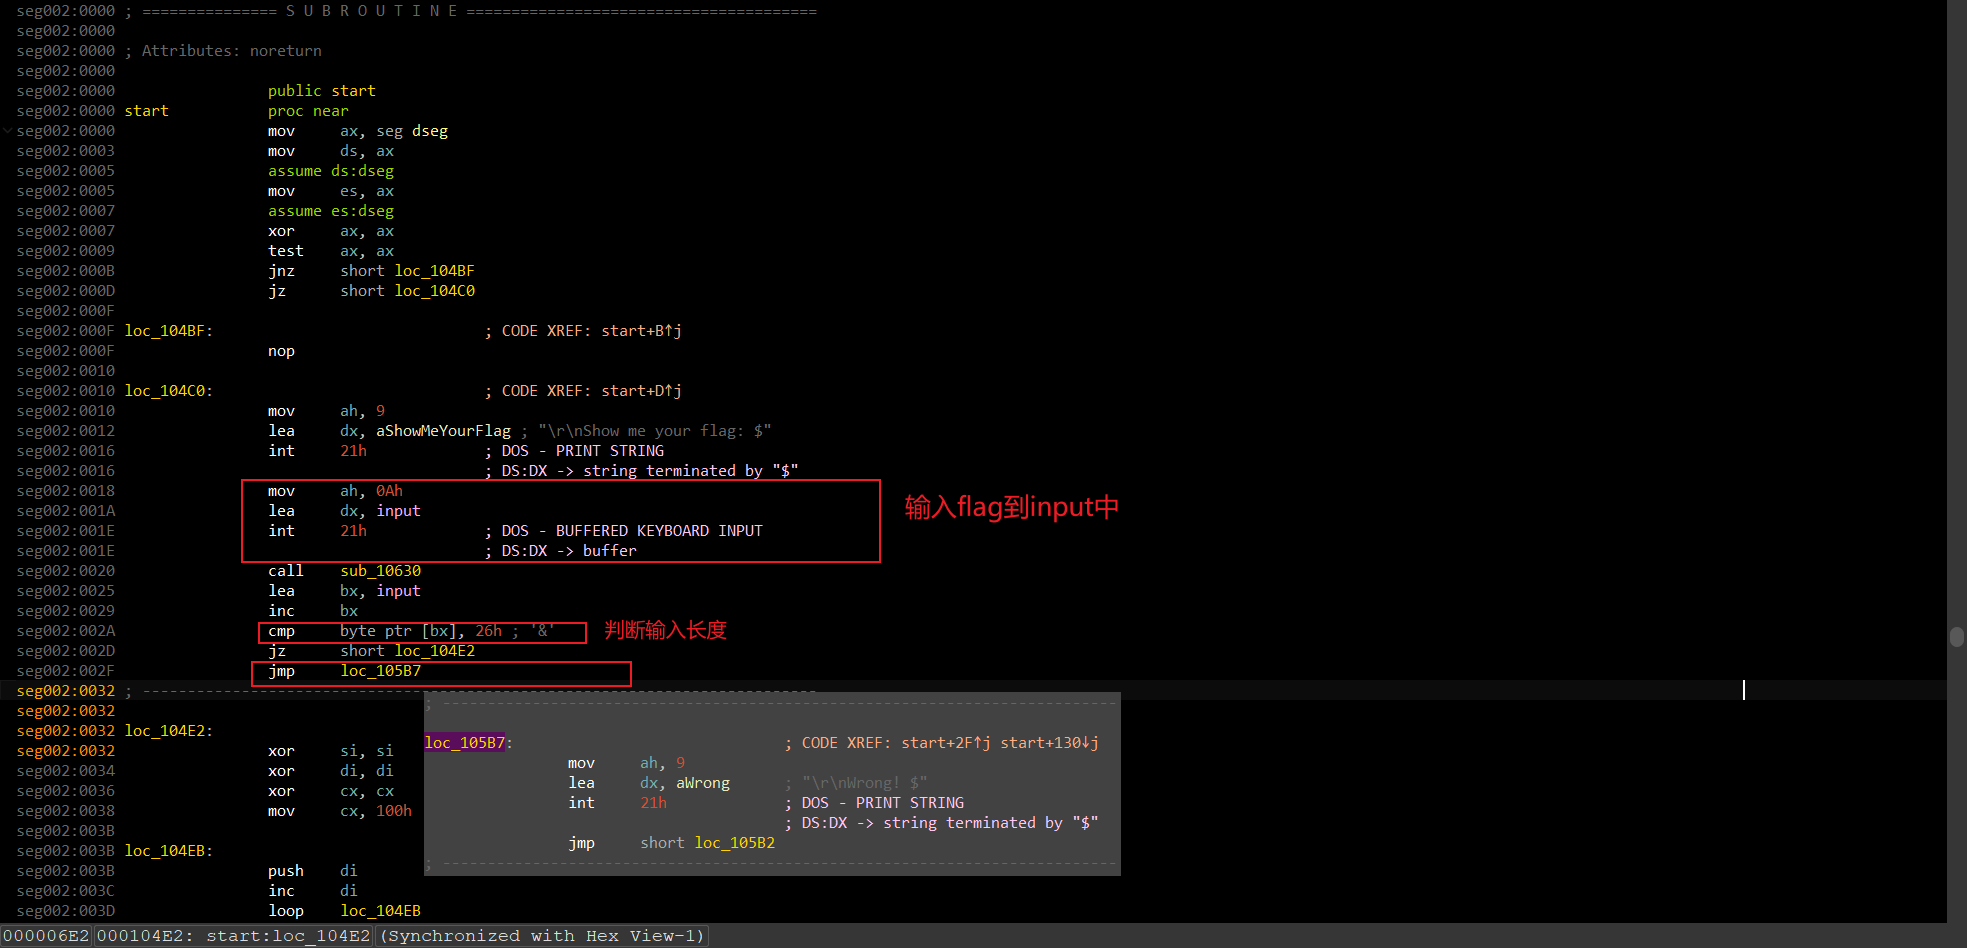 seg002:0000 ; =============== S U B R O U T I N E =======================================
seg002:0000
seg002:0000 ; Attributes: noreturn
seg002:0000
seg002:0000 public start
seg002:0000 start proc near
seg002:0000 mov ax, seg dseg
seg002:0003 mov ds, ax
seg002:0005 assume ds:dseg
seg002:0005 mov es, ax
seg002:0007 assume es:dseg
seg002:0007 xor ax, ax
seg002:0009 test ax, ax
seg002:000B jnz short loc_104BF
seg002:000D jz short loc_104C0
seg002:000F
seg002:000F loc_104BF: ; CODE XREF: start+B↑j
seg002:000F nop
seg002:0010
seg002:0010 loc_104C0: ; CODE XREF: start+D↑j
seg002:0010 mov ah, 9
seg002:0012 lea dx, aShowMeYourFlag ; "\r\nShow me your flag: $"
seg002:0016 int 21h ; DOS - PRINT STRING
seg002:0016 ; DS:DX -> string terminated by "$"
seg002:0018 mov ah, 0Ah
seg002:001A lea dx, input
输入flag到input中
seg002:001E int 21h ; DOS - BUFFERED KEYBOARD INPUT
seg002:001E ; DS:DX -> buffer
seg002:0020 call sub_10630
seg002:0025 lea bx, input
seg002:0029 inc bx
seg002:002A cmp byte ptr [bx], 26h ; '&' 判断输入长度
seg002:002D jz short loc_104E2
seg002:002F jmp loc_105B7
seg002:0032 ; ---------------------------------------------------------------------------
seg002:0032
seg002:0032 loc_104E2:
seg002:0032 xor si, si
seg002:0034 xor di, di
seg002:0036 xor cx, cx
seg002:0038 mov cx, 100h
seg002:003B
seg002:003B loc_104EB:
seg002:003B push di
seg002:003C inc di
seg002:003D loop loc_104EB
; ---------------------------------------------------------------------------
loc_105B7: ; CODE XREF: start+2F↑j start+130↓j
mov ah, 9
lea dx, aWrong ; "\r\nWrong! $"
int 21h ; DOS - PRINT STRING
; DS:DX -> string terminated by "$"
jmp short loc_105B2
; ---------------------------------------------------------------------------
000006E2 000104E2: start:loc_104E2 (Synchronized with Hex View-1)